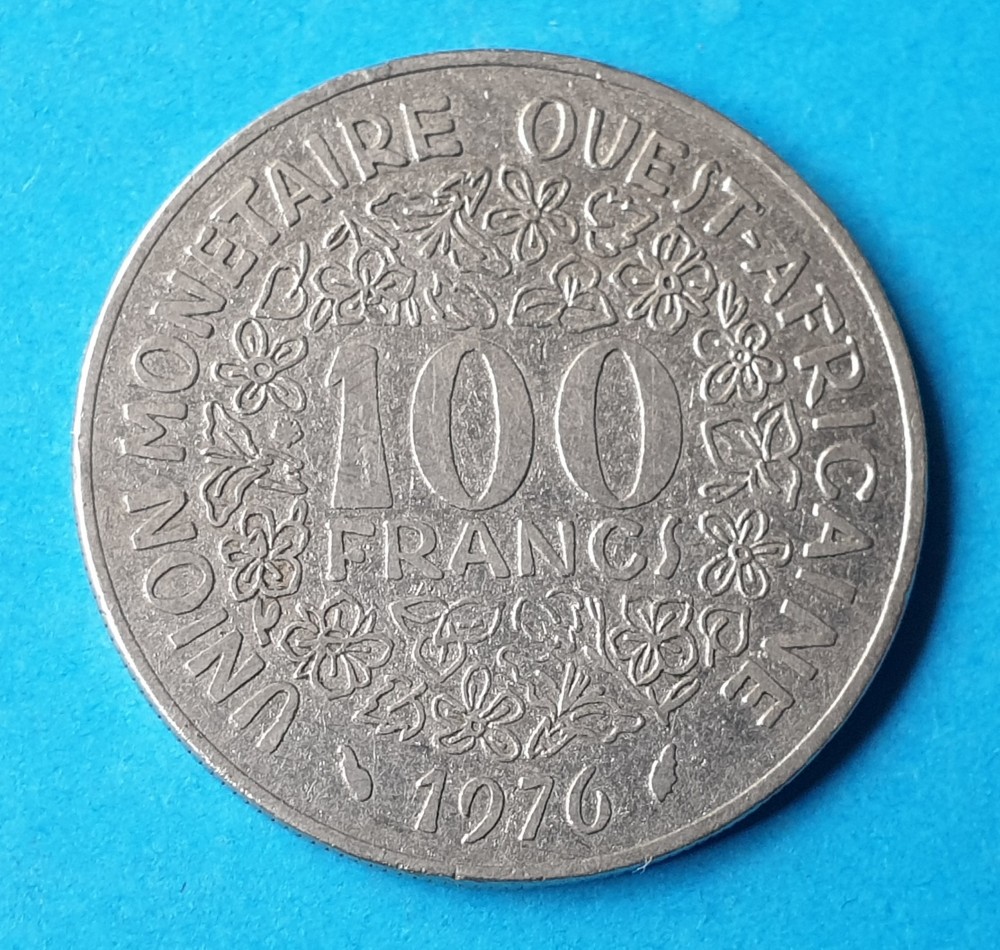 UNION MONETAIRE OUEST-AFRICAINE
100
FRANCS
1976